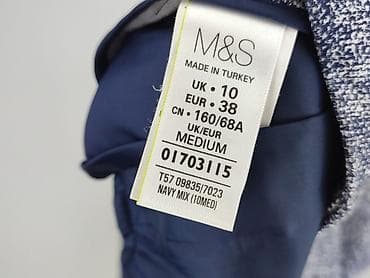 M&S
MADE IN TURKEY
UK • 10
EUR • 38
CN • 160/68A
UK/EUR
MEDIUM
01703115
T57 09835/7023
NAVY MIX (10MED)